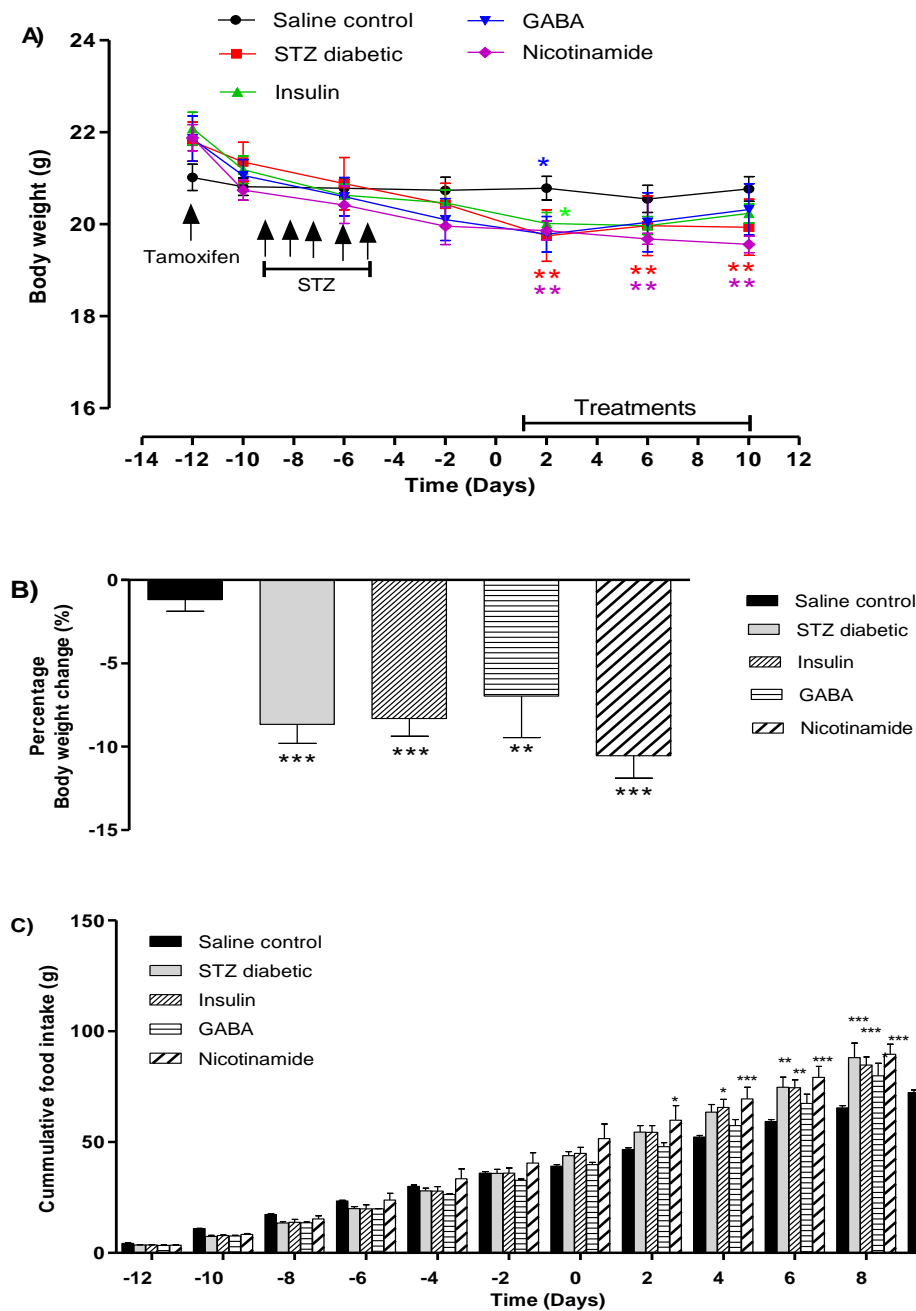 A)
Saline control
GABA
STZ diabetic
Nicotinamide
Insulin
Body weight (g)
24
22
20
18
16
*
*
Tamoxifen
STZ
** ** **
** ** **
Treatments
-14 -12 -10 -8 -6 -4 -2 0 2 4 6 8 10 12
Time (Days)
B)
Percentage
Body weight change (%)
0
-5
-10
-15
*** *** ** ***
Saline control
STZ diabetic
Insulin
GABA
Nicotinamide
C)
Cummulative food intake (g)
150
100
50
0
Saline control
STZ diabetic
Insulin
GABA
Nicotinamide
* * *** ** ** *** *** *** * ***
-12 -10 -8 -6 -4 -2 0 2 4 6 8
Time (Days)